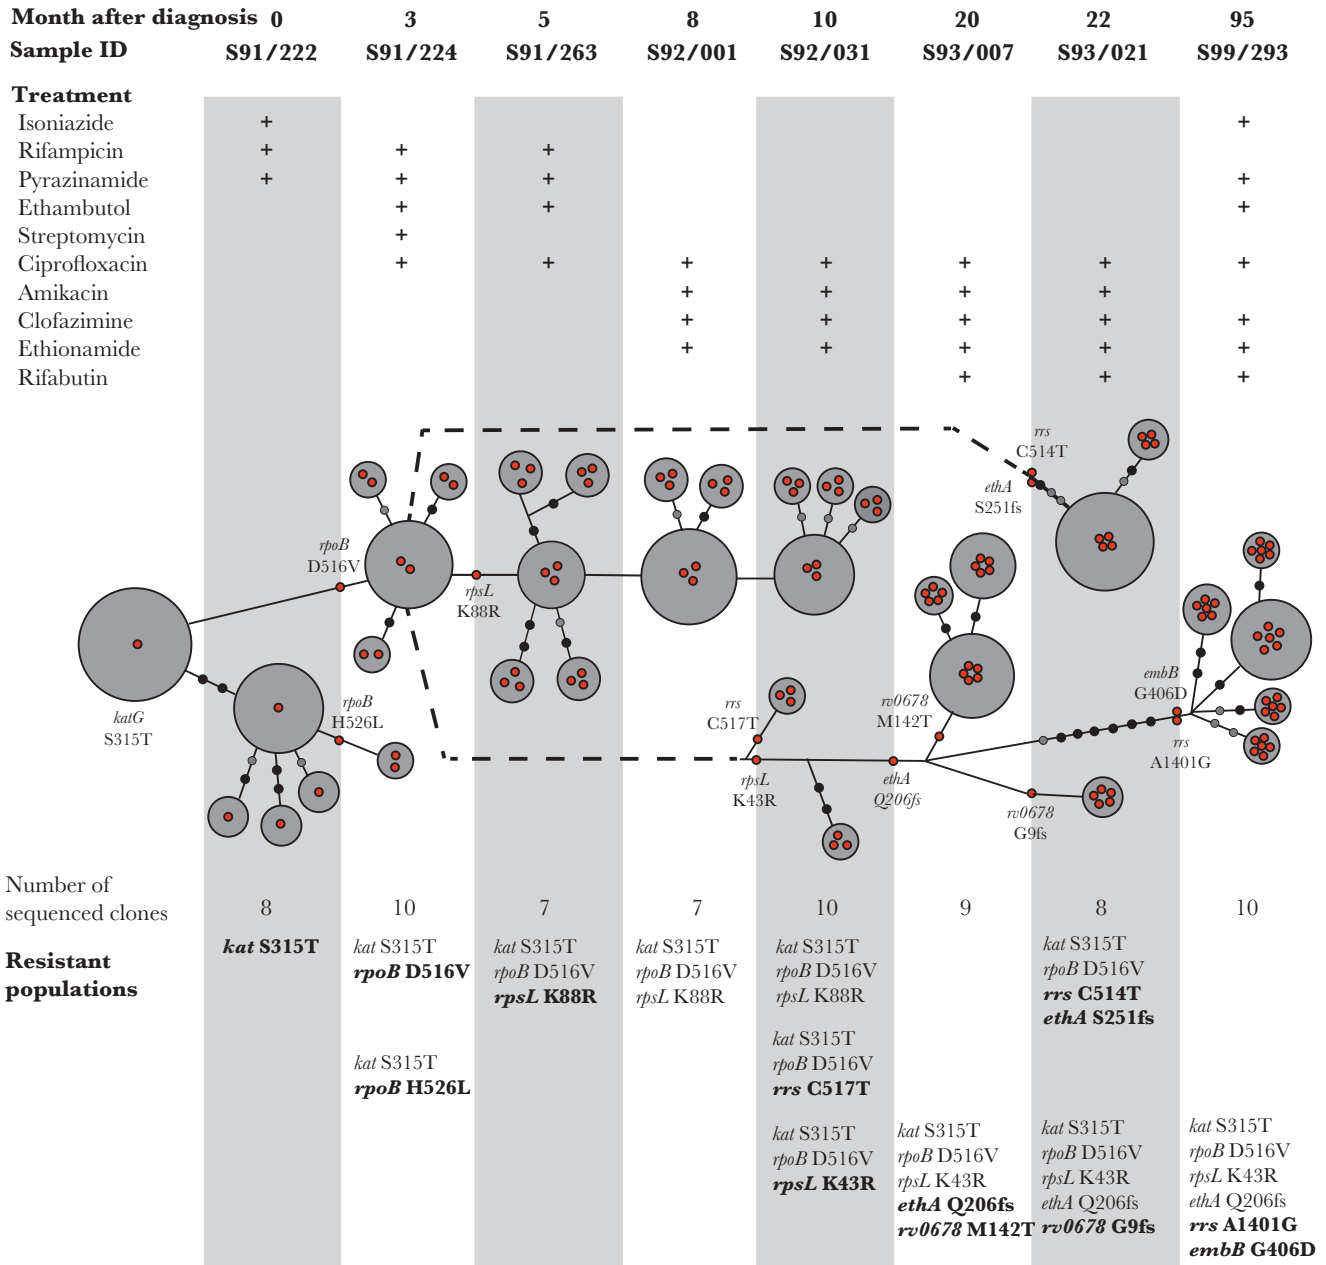 Month after diagnosis 0 3 5 8 10 20 22 95
Sample ID S91/222 S91/224 S91/263 S92/001 S92/031 S93/007 S93/021 S99/293
Treatment
Isoniazide + +
Rifampicin + + +
Pyrazinamide + + + +
Ethambutol + + +
Streptomycin +
Ciprofloxacin + + + + + + +
Amikacin + + + +
Clofazimine + + + + +
Ethionamide + + + + +
Rifabutin + + +
rrs
C514T
ethA
S251fs
rpoB
D516V
rpsL
K88R
katG
S315T
rpoB
H526L
rrs
C517T
rpsL
K43R
rv0678
M142T
ethA
Q206fs
embB
G406D
rrs
A1401G
rv0678
G9fs
Number of
sequenced clones 8 10 7 7 10 9 8 10
Resistant
populations
kat S315T
kat S315T
rpoB D516V
kat S315T
rpoB H526L
kat S315T
rpoB D516V
rpsL K88R
kat S315T
rpoB D516V
rpsL K88R
kat S315T
rpoB D516V
rpsL K88R
kat S315T
rpoB D516V
rrs C517T
kat S315T
rpoB D516V
rpsL K43R
kat S315T
rpoB D516V
rpsL K43R
ethA Q206fs
rv0678 M142T
kat S315T
rpoB D516V
rrs C514T
ethA S251fs
kat S315T
rpoB D516V
rpsL K43R
ethA Q206fs
rv0678 G9fs
kat S315T
rpoB D516V
rpsL K43R
ethA Q206fs
rrs A1401G
embB G406D